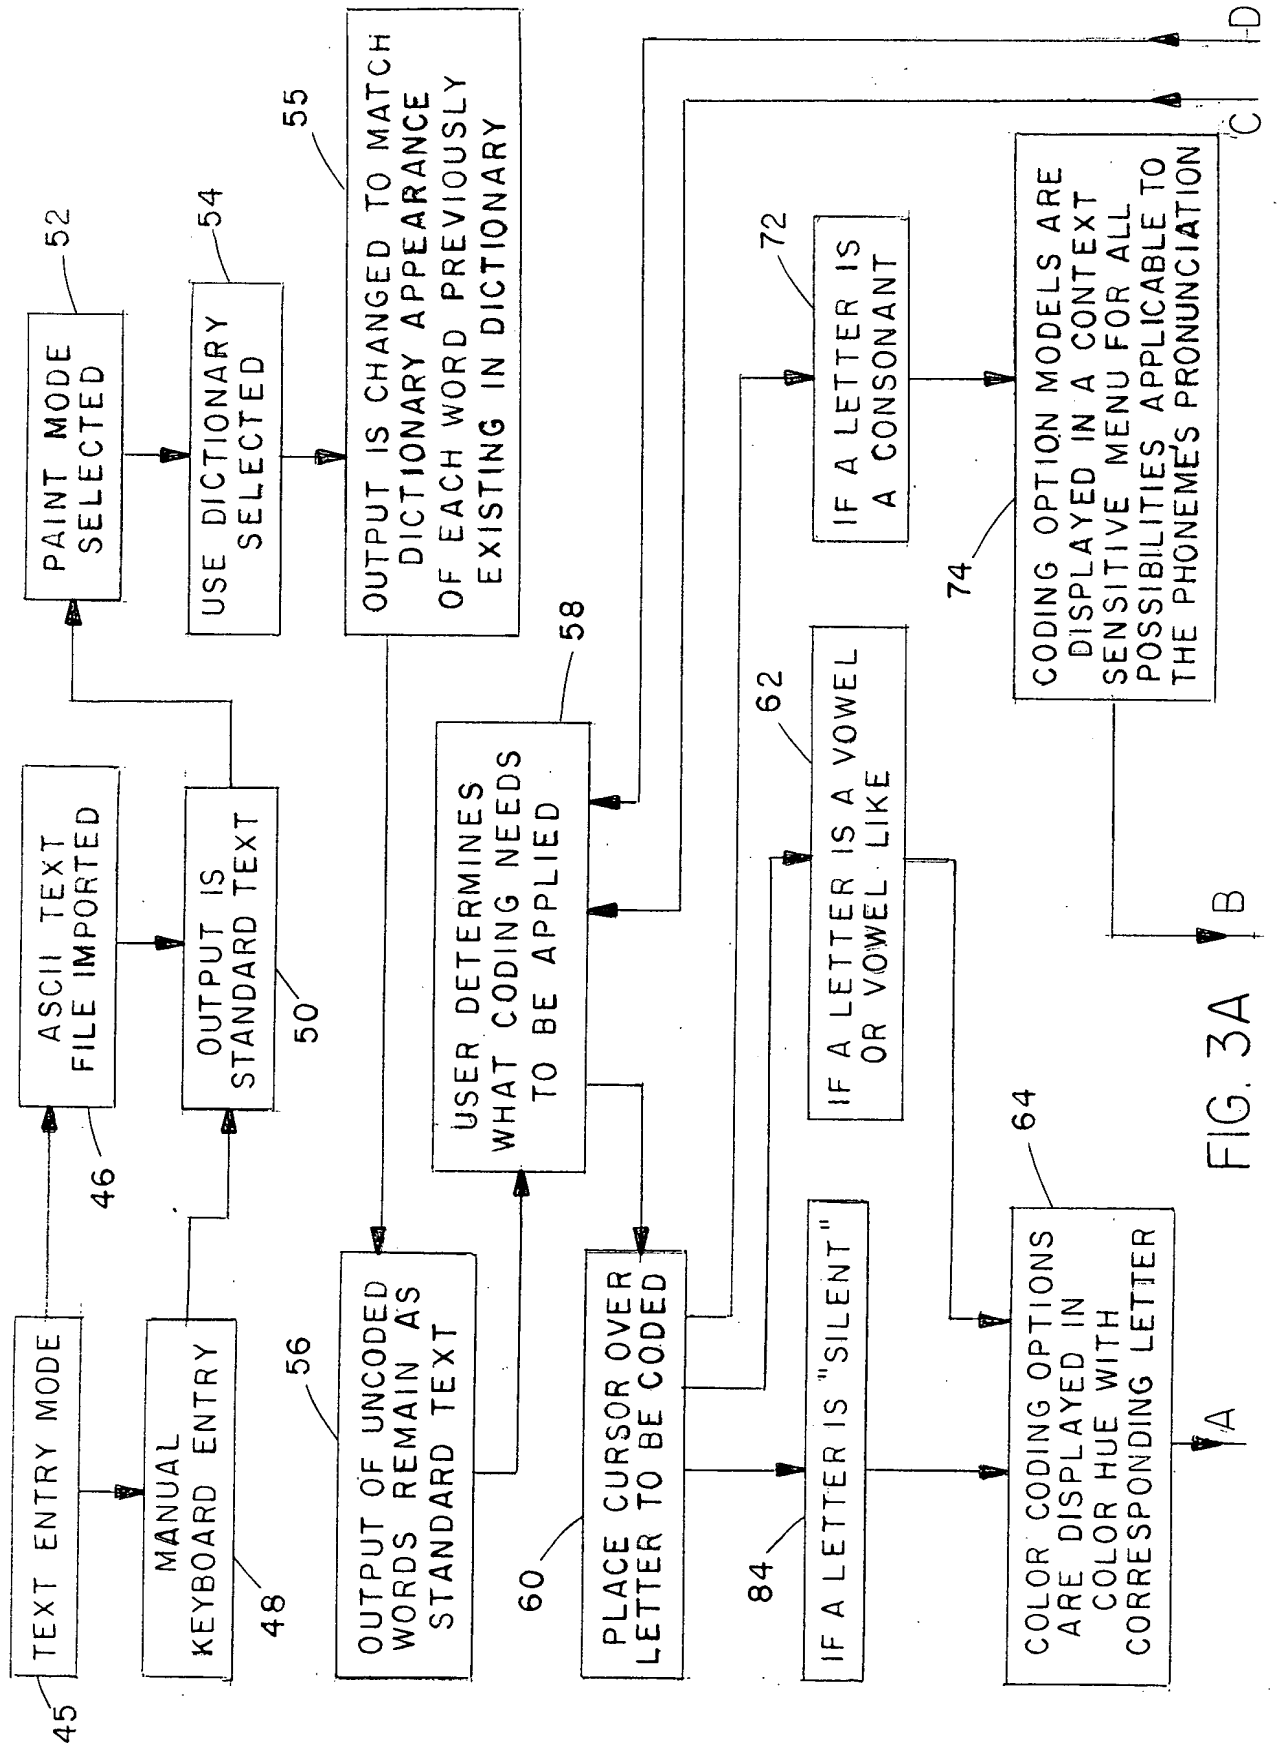 45
TEXT ENTRY MODE
46
ASCII TEXT
FILE IMPORTED
PAINT MODE
SELECTED
52
MANUAL
KEYBOARD ENTRY
48
OUTPUT IS
STANDARD TEXT
50
USE DICTIONARY
SELECTED
54
56
OUTPUT OF UNCODED
WORDS REMAIN AS
STANDARD TEXT
OUTPUT IS CHANGED TO MATCH
DICTIONARY APPEARANCE
OF EACH WORD PREVIOUSLY
EXISTING IN DICTIONARY
55
USER DETERMINES
WHAT CODING NEEDS
TO BE APPLIED
58
60
PLACE CURSOR OVER
LETTER TO BE CODED
84
IF A LETTER IS "SILENT"
IF A LETTER IS A VOWEL
OR VOWEL LIKE
62
IF A LETTER IS
A CONSONANT
72
COLOR CODING OPTIONS
ARE DISPLAYED IN
COLOR HUE WITH
CORRESPONDING LETTER
64
74
CODING OPTION MODELS ARE
DISPLAYED IN A CONTEXT
SENSITIVE MENU FOR ALL
POSSIBILITIES APPLICABLE TO
THE PHONEME'S PRONUNCIATION
A
B
C
D
FIG. 3A